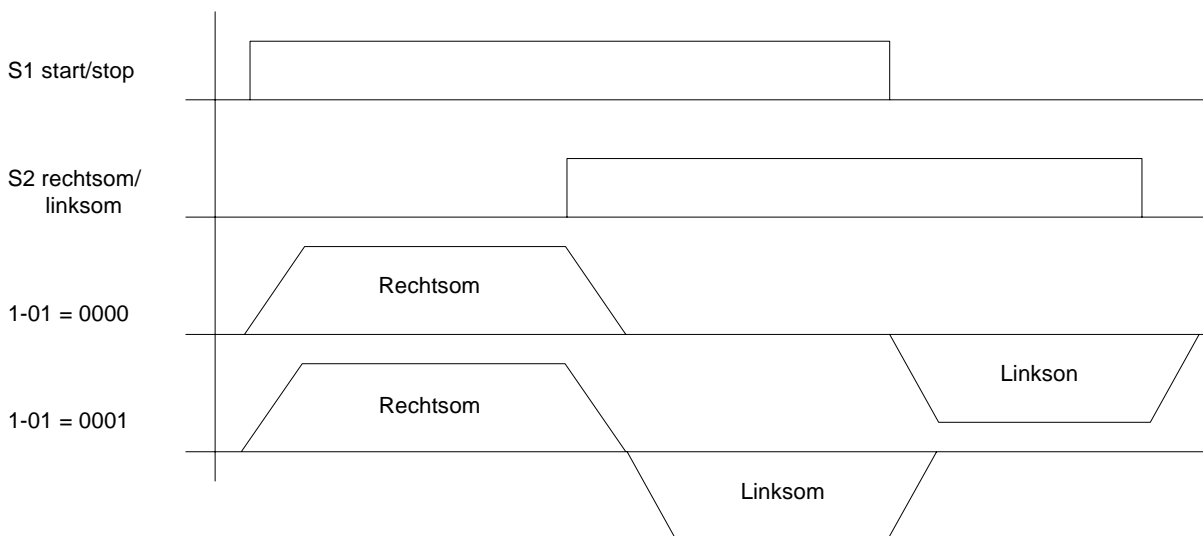 S1 start/stop
S2 rechtsom/
linksom
Rechtsom
1-01 = 0000
Linkson
Rechtsom
1-01 = 0001
Linksom